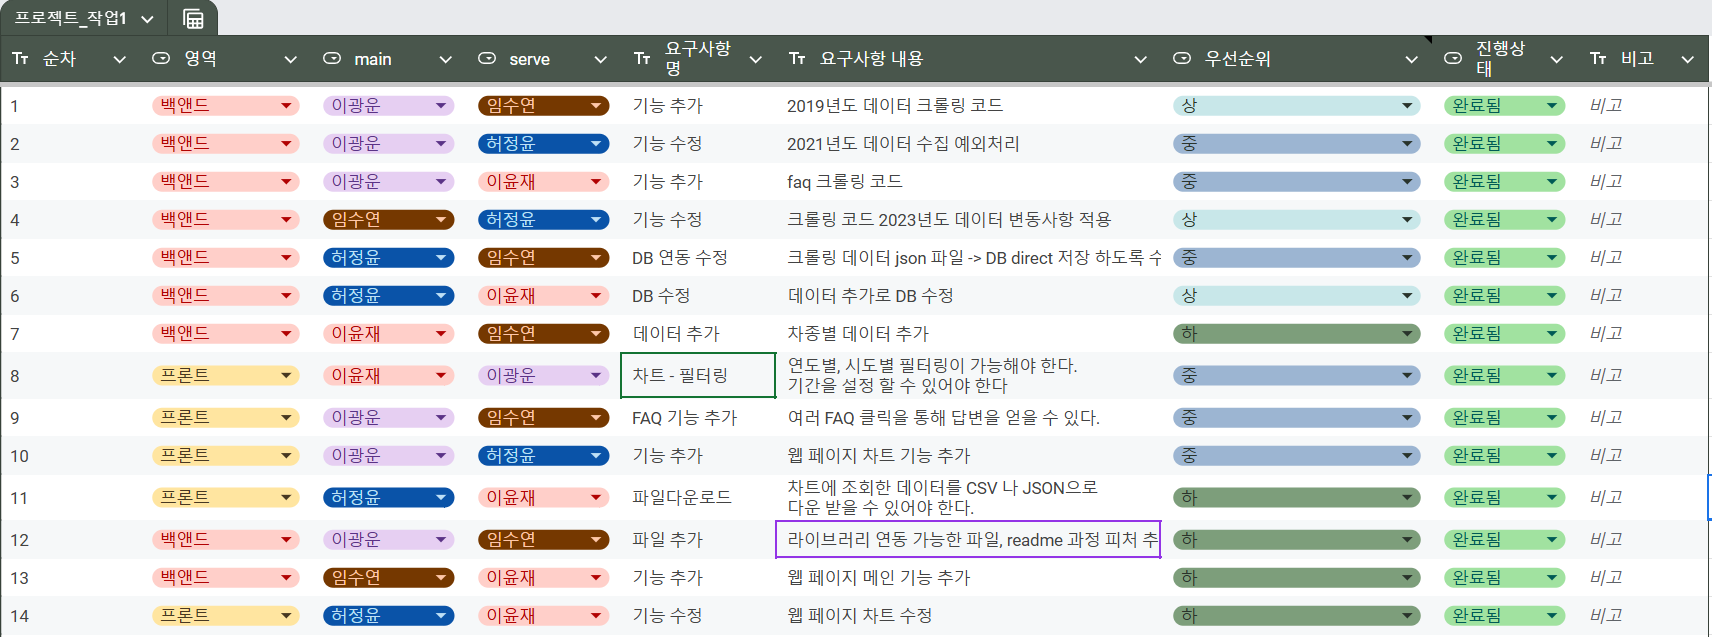 프로젝트_작업1
순차 영역 main serve 요구사항명 요구사항 내용 우선순위 진행상태 비고
1 백앤드 이광운 임수연 기능 추가 2019년도 데이터 크롤링 코드 상 완료됨 비고
2 백앤드 이광운 허정윤 기능 수정 2021년도 데이터 수집 예외처리 중 완료됨 비고
3 백앤드 이광운 이윤재 기능 추가 faq 크롤링 코드 중 완료됨 비고
4 백앤드 임수연 허정윤 기능 수정 크롤링 코드 2023년도 데이터 변동사항 적용 상 완료됨 비고
5 백앤드 허정윤 임수연 DB 연동 수정 크롤링 데이터 json 파일 -> DB direct 저장 하도록 수 중 완료됨 비고
6 백앤드 허정윤 이윤재 DB 수정 데이터 추가로 DB 수정 상 완료됨 비고
7 백앤드 이윤재 임수연 데이터 추가 차종별 데이터 추가 하 완료됨 비고
8 프론트 이윤재 이광운 차트 - 필터링 연도별, 시도별 필터링이 가능해야 한다.
기간을 설정 할 수 있어야 한다 중 완료됨 비고
9 프론트 이광운 임수연 FAQ 기능 추가 여러 FAQ 클릭을 통해 답변을 얻을 수 있다. 중 완료됨 비고
10 프론트 이광운 허정윤 기능 추가 웹 페이지 차트 기능 추가 중 완료됨 비고
11 프론트 허정윤 이윤재 파일다운로드 차트에 조회한 데이터를 CSV 나 JSON으로
다운 받을 수 있어야 한다. 하 완료됨 비고
12 백앤드 이광운 임수연 파일 추가 라이브러리 연동 가능한 파일, readme 과정 피처 추 하 완료됨 비고
13 백앤드 임수연 이윤재 기능 추가 웹 페이지 메인 기능 추가 하 완료됨 비고
14 프론트 허정윤 이윤재 기능 수정 웹 페이지 차트 수정 하 완료됨 비고